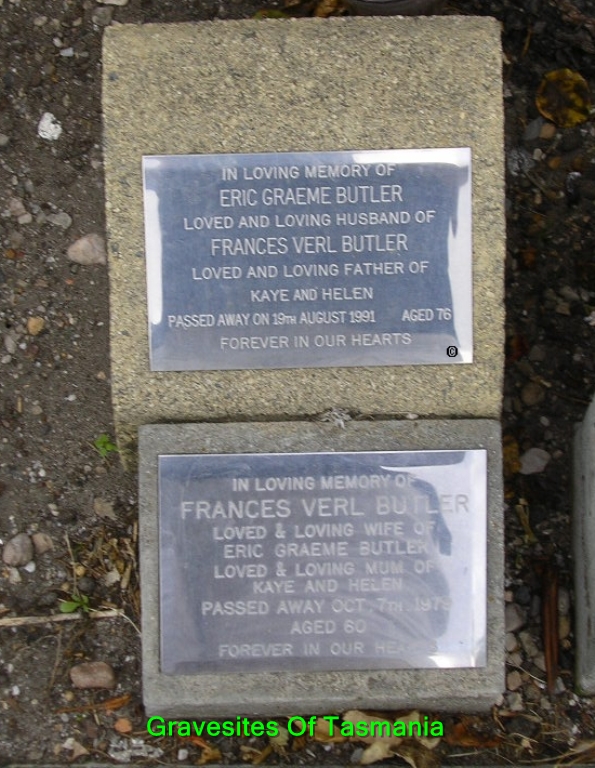 IN LOVING MEMORY OF
ERIC GRAEME BUTLER
LOVED AND LOVING HUSBAND OF
FRANCES VERL BUTLER
LOVED AND LOVING FATHER OF
KAYE AND HELEN
PASSED AWAY ON 19TH AUGUST 1991 AGED 76
FOREVER IN OUR HEARTS
©
IN LOVING MEMORY OF
FRANCES VERL BUTLER
LOVED & LOVING WIFE OF
ERIC GRAEME BUTLER
LOVED & LOVING MUM OF
KAYE AND HELEN
PASSED AWAY OCT. 7TH
AGED 60
FOREVER IN OUR HEARTS
Gravesites Of Tasmania